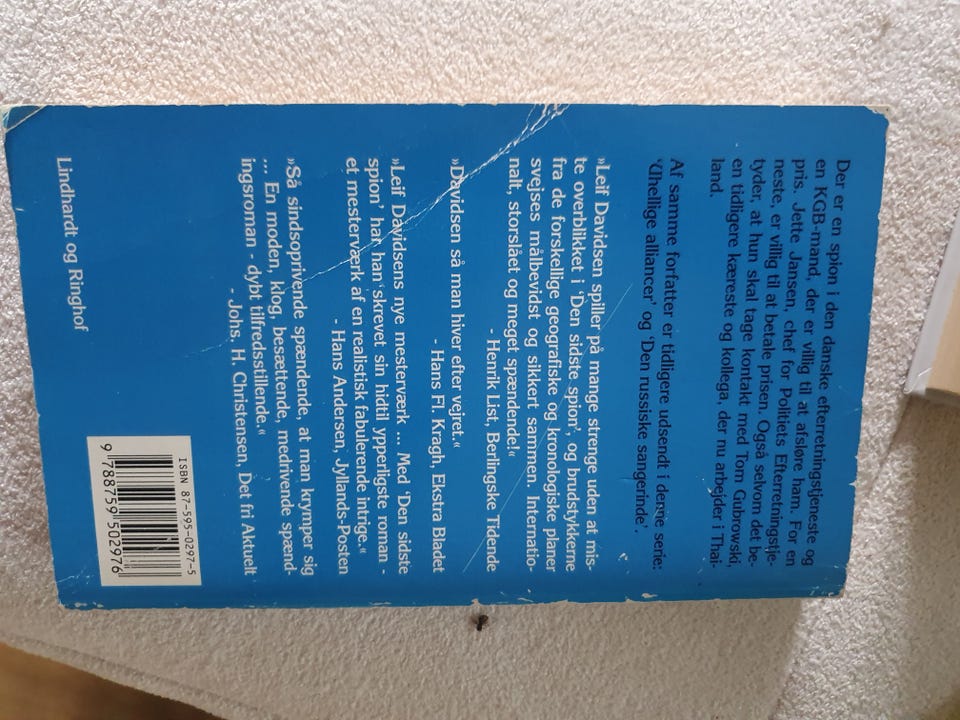 Der er en spion i den danske efterretningstjeneste og
en KGB-mand, der er villig til at afsløre ham. For en
pris. Jette Jansen, chef for Politiets Efterretningstje-
neste, er villig til at betale prisen. Også selvom det be-
tyder, at hun skal tage kontakt med Tom Gubrowski,
en tidligere kæreste og kollega, der nu arbejder i Thai-
land.
Af samme forfatter er tidligere udsendt i denne serie:
'Uhellige alliancer' og 'Den russiske sangerinde'.
»Leif Davidsen spiller på mange strenge uden at mis-
te overblikket i 'Den sidste spion', og brudstykkerne
fra de forskellige geografiske og kronologiske planer
svejses målbevidst og sikkert sammen. Internatio-
nalt, storslået og meget spændende!«
- Henrik List, Berlingske Tidende
»Davidsen så man hiver efter vejret.«
- Hans Fl. Kragh, Ekstra Bladet
»Leif Davidsens nye mesterværk ... Med 'Den sidste
spion' har han skrevet sin hidtil ypperligste roman -
et mesterværk af en realistisk fabulerende intrige.«
- Hans Andersen, Jyllands-Posten
»Så sindsoprivende spændende, at man krymper sig
... En moden, klog, besættende, medrivende spænd-
ingsroman - dybt tilfredsstillende.«
- Johs. H. Christensen, Det fri Aktuelt
ISBN 87-595-0297-5
9 788759 502976
Lindhardt og Ringhof